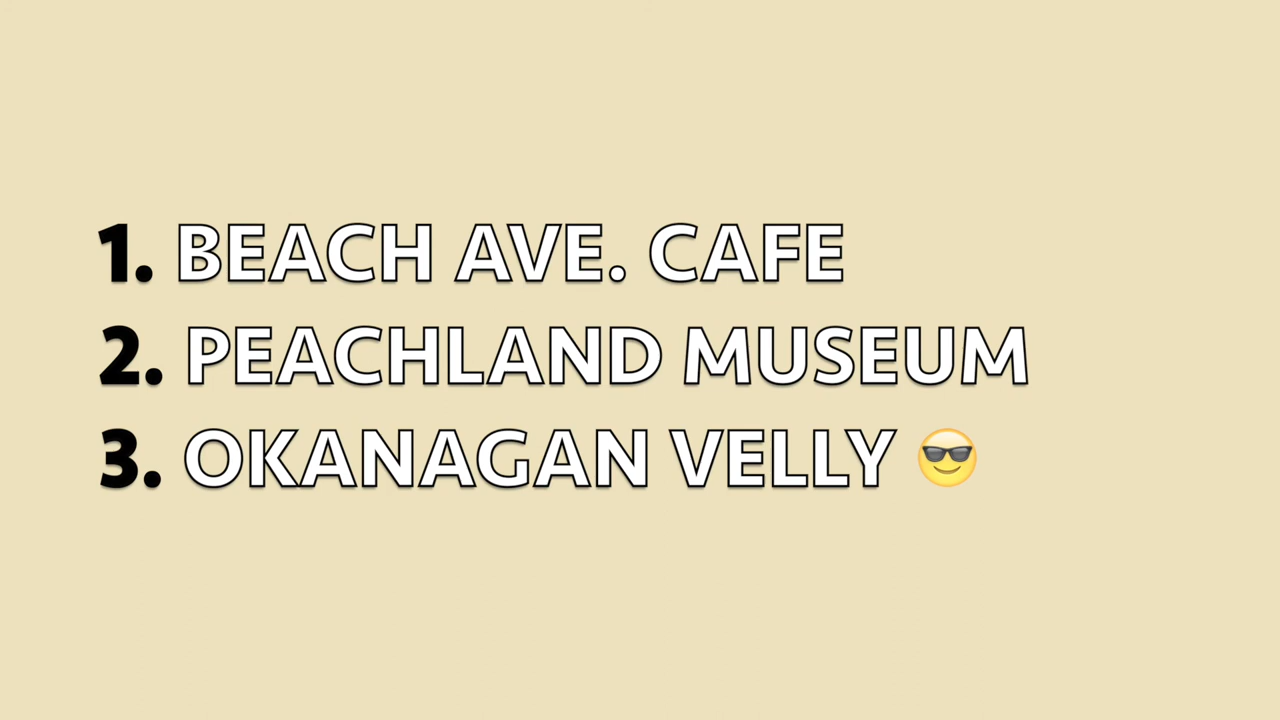 1. BEACH AVE. CAFE
2. PEACHLAND MUSEUM
3. OKANAGAN VELLY 😎